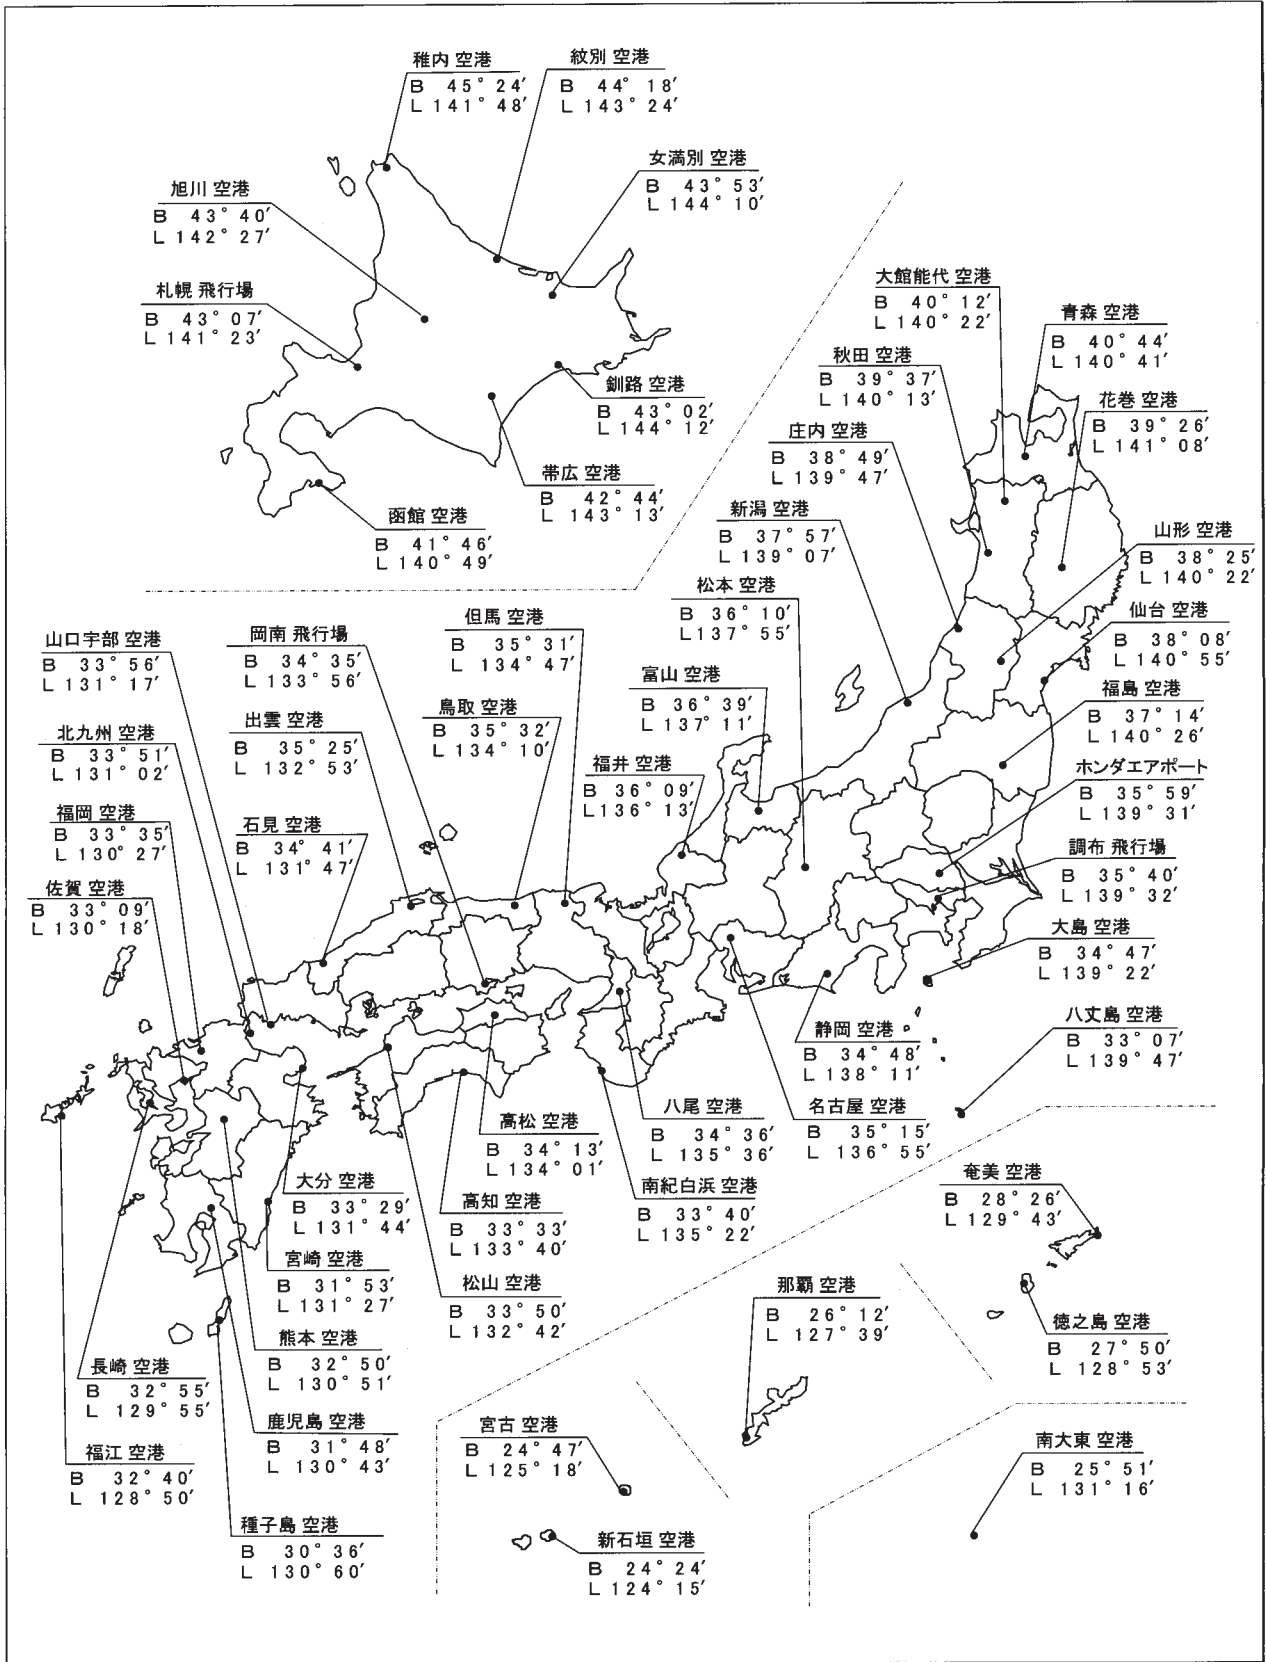 稚内 空港
B 45° 24′
L 141° 48′
紋別 空港
B 44° 18′
L 143° 24′
女満別 空港
B 43° 53′
L 144° 10′
旭川 空港
B 43° 40′
L 142° 27′
札幌 飛行場
B 43° 07′
L 141° 23′
釧路 空港
B 43° 02′
L 144° 12′
帯広 空港
B 42° 44′
L 143° 13′
函館 空港
B 41° 46′
L 140° 49′
大館能代 空港
B 40° 12′
L 140° 22′
青森 空港
B 40° 44′
L 140° 41′
秋田 空港
B 39° 37′
L 140° 13′
花巻 空港
B 39° 26′
L 141° 08′
庄内 空港
B 38° 49′
L 139° 47′
新潟 空港
B 37° 57′
L 139° 07′
山形 空港
B 38° 25′
L 140° 22′
松本 空港
B 36° 10′
L 137° 55′
仙台 空港
B 38° 08′
L 140° 55′
富山 空港
B 36° 39′
L 137° 11′
福島 空港
B 37° 14′
L 140° 26′
福井 空港
B 36° 09′
L 136° 13′
ホンダエアポート
B 35° 59′
L 139° 31′
調布 飛行場
B 35° 40′
L 139° 32′
大島 空港
B 34° 47′
L 139° 22′
八丈島 空港
B 33° 07′
L 139° 47′
山口宇部 空港
B 33° 56′
L 131° 17′
岡南 飛行場
B 34° 35′
L 133° 56′
但馬 空港
B 35° 31′
L 134° 47′
北九州 空港
B 33° 51′
L 131° 02′
出雲 空港
B 35° 25′
L 132° 53′
鳥取 空港
B 35° 32′
L 134° 10′
福岡 空港
B 33° 35′
L 130° 27′
石見 空港
B 34° 41′
L 131° 47′
佐賀 空港
B 33° 09′
L 130° 18′
静岡 空港
B 34° 48′
L 138° 11′
名古屋 空港
B 35° 15′
L 136° 55′
八尾 空港
B 34° 36′
L 135° 36′
高松 空港
B 34° 13′
L 134° 01′
南紀白浜 空港
B 33° 40′
L 135° 22′
大分 空港
B 33° 29′
L 131° 44′
高知 空港
B 33° 33′
L 133° 40′
宮崎 空港
B 31° 53′
L 131° 27′
松山 空港
B 33° 50′
L 132° 42′
熊本 空港
B 32° 50′
L 130° 51′
長崎 空港
B 32° 55′
L 129° 55′
鹿児島 空港
B 31° 48′
L 130° 43′
福江 空港
B 32° 40′
L 128° 50′
種子島 空港
B 30° 36′
L 130° 60′
奄美 空港
B 28° 26′
L 129° 43′
那覇 空港
B 26° 12′
L 127° 39′
徳之島 空港
B 27° 50′
L 128° 53′
宮古 空港
B 24° 47′
L 125° 18′
南大東 空港
B 25° 51′
L 131° 16′
新石垣 空港
B 24° 24′
L 124° 15′